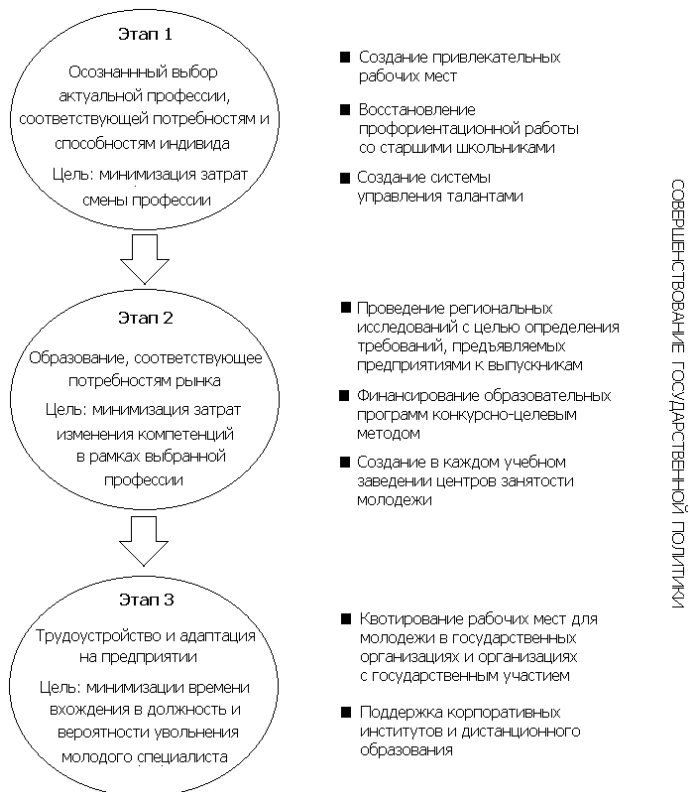 Этап 1
Осознаннный выбор
актуальной профессии,
соответствующей потребностям и
способностям индивида
Цель: минимизация затрат
смены профессии
■ Создание привлекательных
рабочих мест
■ Восстановление
профориентационной работы
со старшими школьниками
■ Создание системы
управления талантами
Этап 2
Образование, соответствующее
потребностям рынка
Цель: минимизация затрат
изменения компетенций
в рамках выбранной
профессии
■ Проведение региональных
исследований с целью определения
требований, предъявляемых
предприятиями к выпускникам
■ Финансирование образовательных
программ конкурсно-целевым
методом
■ Создание в каждом учебном
заведении центров занятости
молодежи
Этап 3
Трудоустройство и адаптация
на предприятии
Цель: минимизации времени
вхождения в должность и
вероятности увольнения
молодого специалиста
■ Квотирование рабочих мест для
молодежи в государственных
организациях и организациях
с государственным участием
■ Поддержка корпоративных
институтов и дистанционного
образования
СОВЕРШЕНСТВОВАНИЕ ГОСУДАРСТВЕННОЙ ПОЛИТИКИ